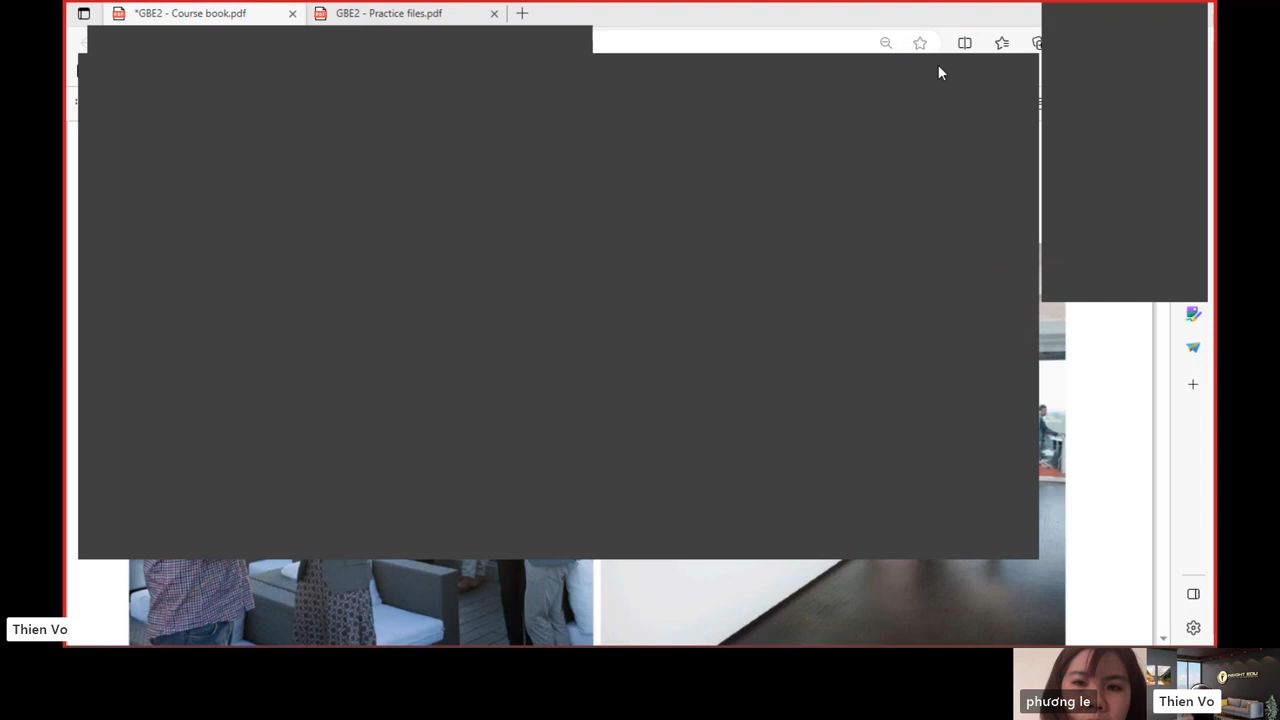 *GBE2 - Course book.pdf
GBE2 - Practice files.pdf
Thien Vo
phương le
Thien Vo